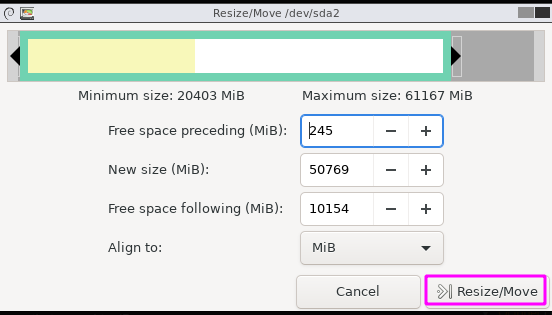 Resize/Move /dev/sda2
Minimum size: 20403 MiB Maximum size: 61167 MiB
Free space preceding (MiB): 245 − +
New size (MiB): 50769 − +
Free space following (MiB): 10154 − +
Align to: MiB
Cancel Resize/Move